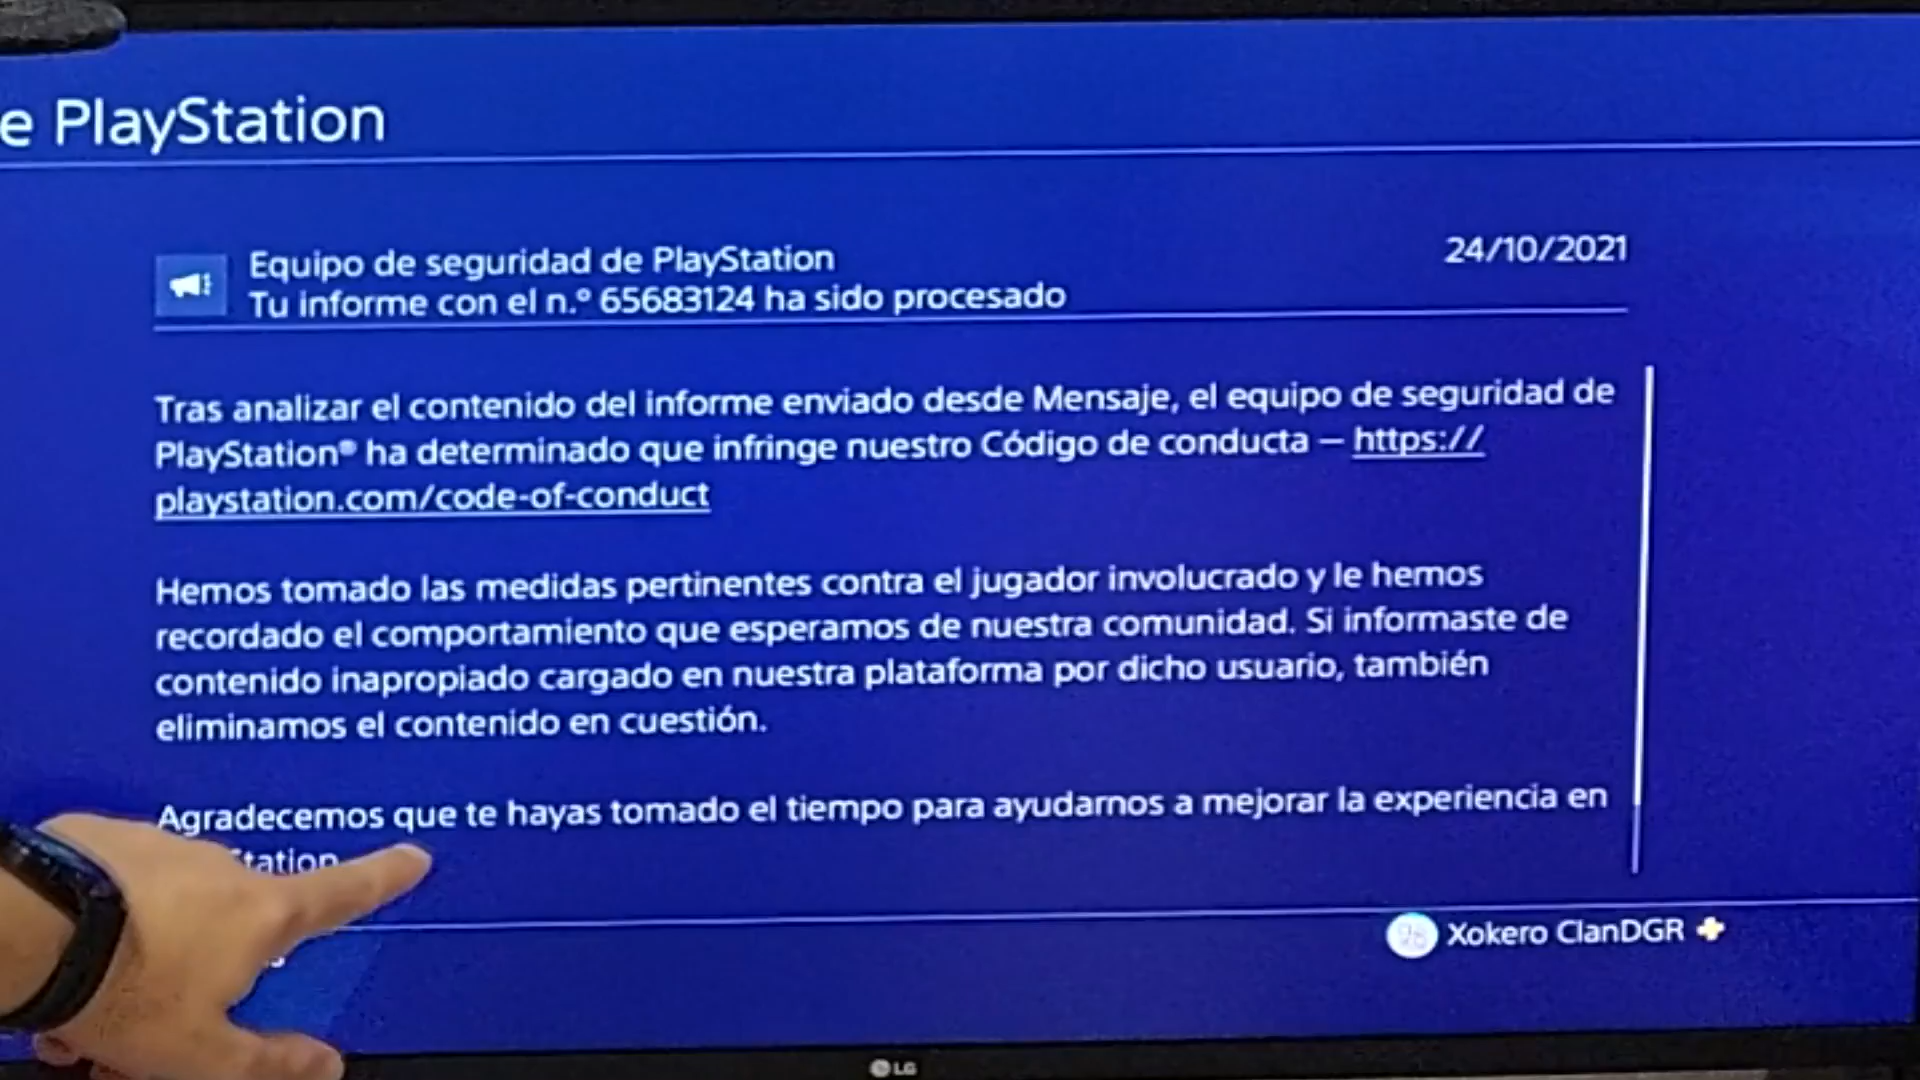 e PlayStation
Equipo de seguridad de PlayStation
24/10/2021
Tu informe con el n.º 65683124 ha sido procesado
Tras analizar el contenido del informe enviado desde Mensaje, el equipo de seguridad de
PlayStation® ha determinado que infringe nuestro Código de conducta – https://
playstation.com/code-of-conduct
Hemos tomado las medidas pertinentes contra el jugador involucrado y le hemos
recordado el comportamiento que esperamos de nuestra comunidad. Si informaste de
contenido inapropiado cargado en nuestra plataforma por dicho usuario, también
eliminamos el contenido en cuestión.
Agradecemos que te hayas tomado el tiempo para ayudarnos a mejorar la experiencia en
Station
Xokero ClanDGR
LG